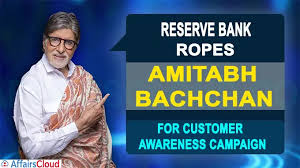 RESERVE BANK
ROPES
AMITABH
BACHCHAN
FOR CUSTOMER
AWARENESS CAMPAIGN
AffairsCloud